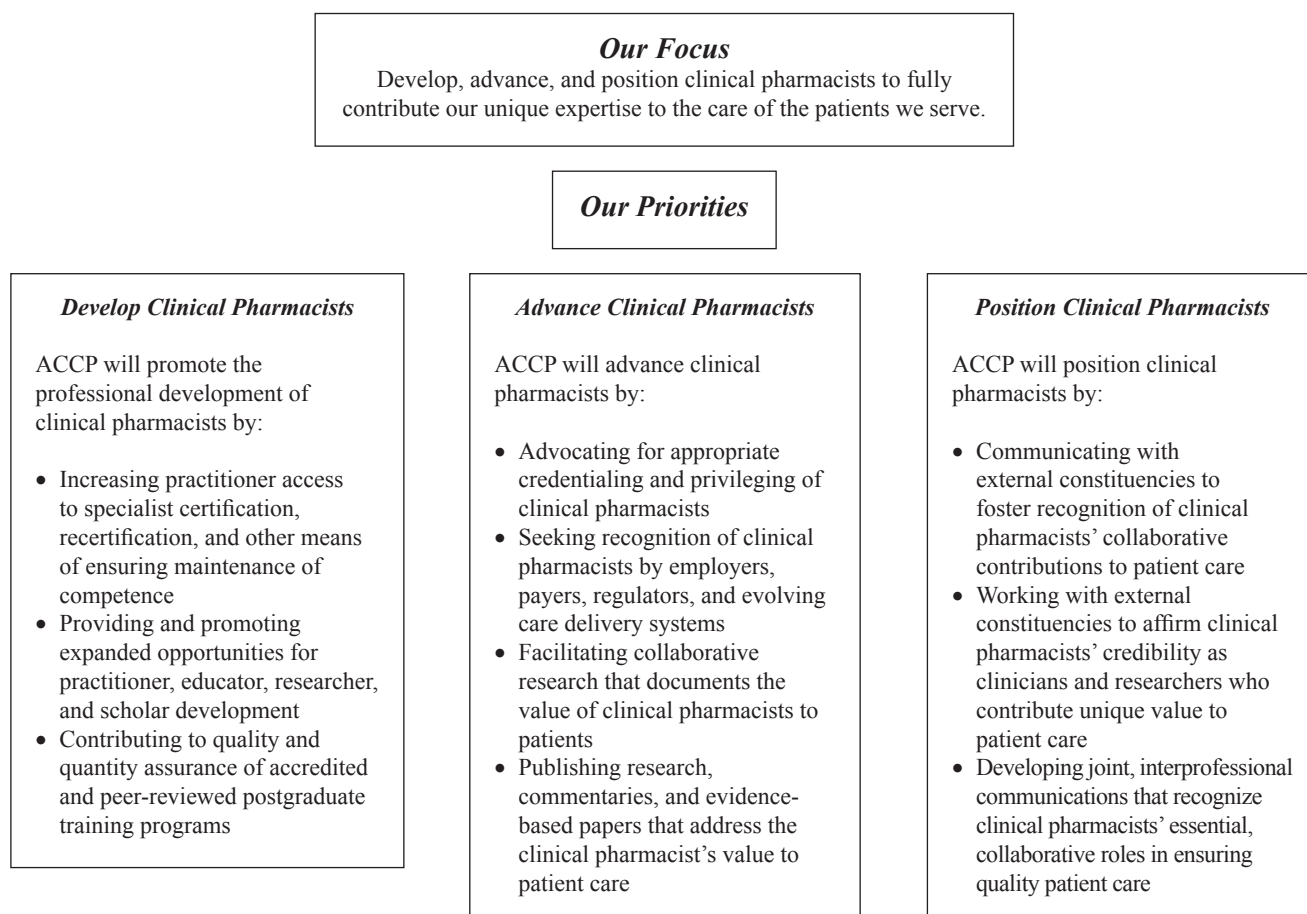 Our Focus
Develop, advance, and position clinical pharmacists to fully
contribute our unique expertise to the care of the patients we serve.
Our Priorities
Develop Clinical Pharmacists
ACCP will promote the
professional development of
clinical pharmacists by:
• Increasing practitioner access
to specialist certification,
recertification, and other means
of ensuring maintenance of
competence
• Providing and promoting
expanded opportunities for
practitioner, educator, researcher,
and scholar development
• Contributing to quality and
quantity assurance of accredited
and peer-reviewed postgraduate
training programs
Advance Clinical Pharmacists
ACCP will advance clinical
pharmacists by:
• Advocating for appropriate
credentialing and privileging of
clinical pharmacists
• Seeking recognition of clinical
pharmacists by employers,
payers, regulators, and evolving
care delivery systems
• Facilitating collaborative
research that documents the
value of clinical pharmacists to
patients
• Publishing research,
commentaries, and evidence-
based papers that address the
clinical pharmacist’s value to
patient care
Position Clinical Pharmacists
ACCP will position clinical
pharmacists by:
• Communicating with
external constituencies to
foster recognition of clinical
pharmacists’ collaborative
contributions to patient care
• Working with external
constituencies to affirm clinical
pharmacists’ credibility as
clinicians and researchers who
contribute unique value to
patient care
• Developing joint, interprofessional
communications that recognize
clinical pharmacists’ essential,
collaborative roles in ensuring
quality patient care